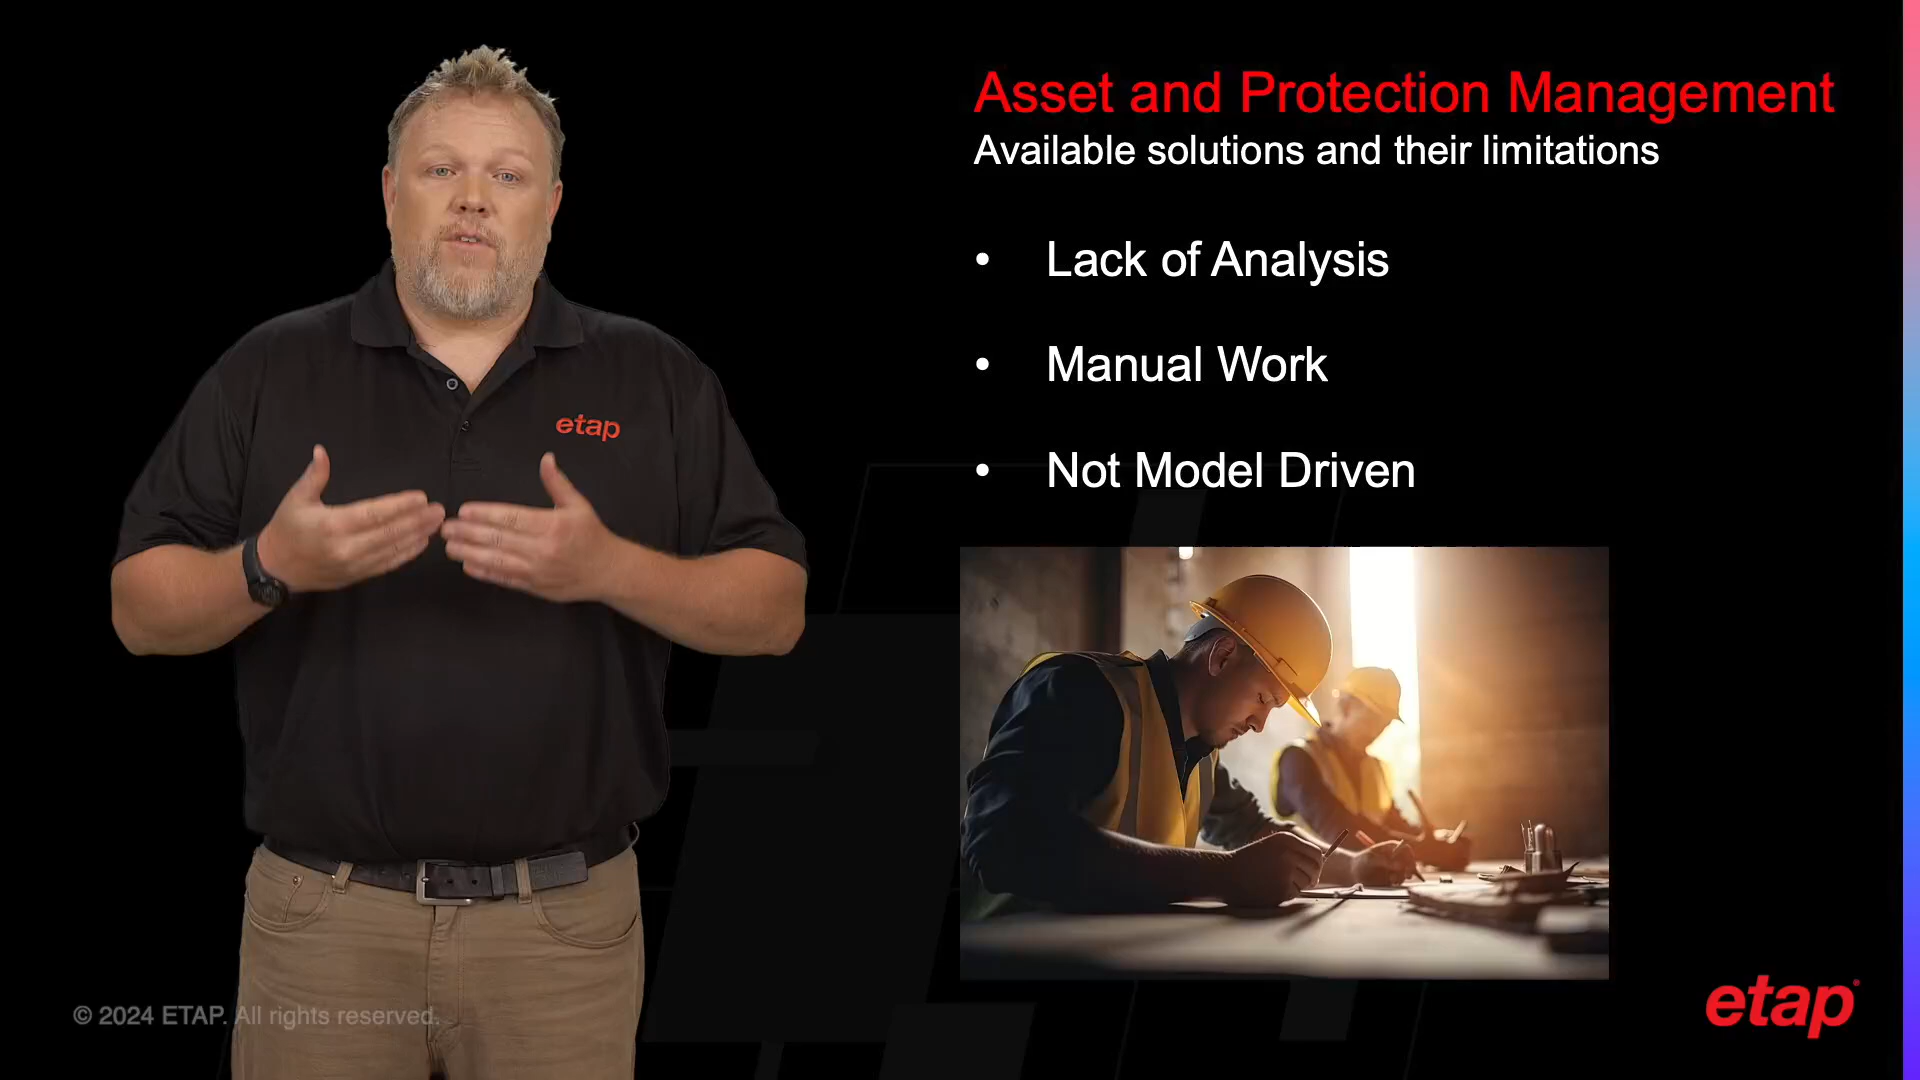 Asset and Protection Management
Available solutions and their limitations
• Lack of Analysis
• Manual Work
• Not Model Driven
etap
© 2024 ETAP. All rights reserved.
etap